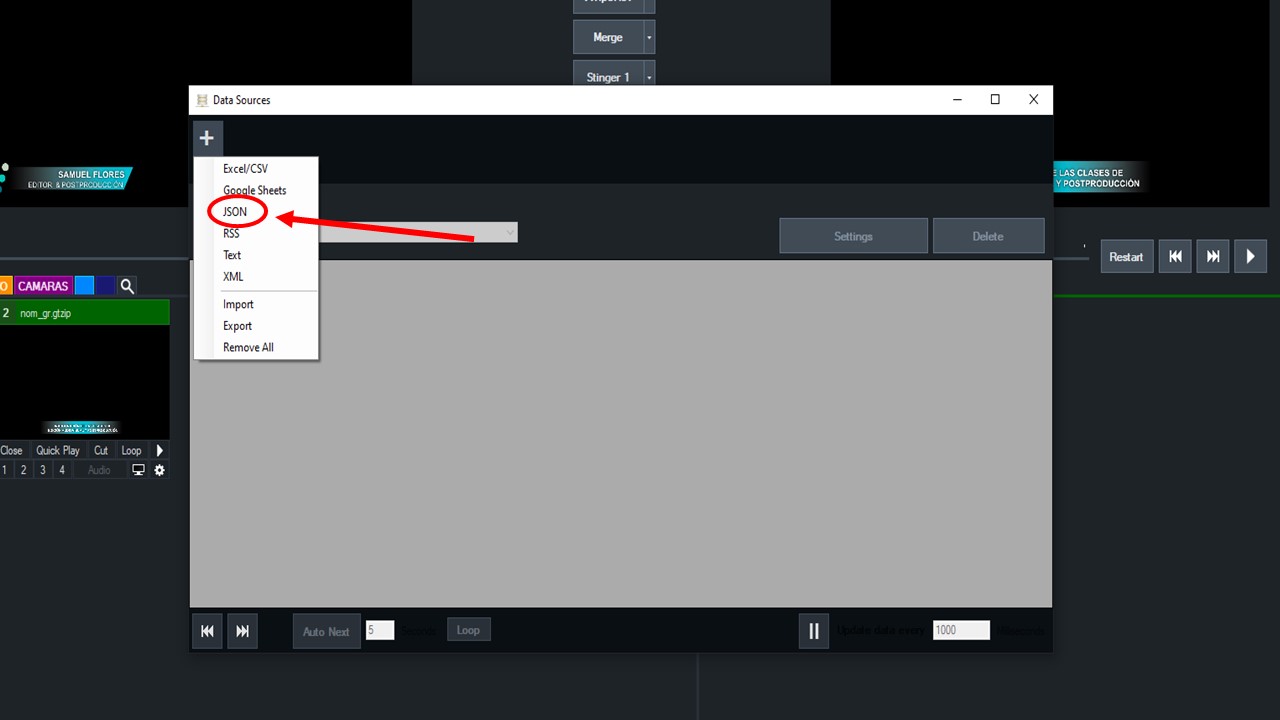 Merge
Stinger 1
Data Sources
+
Excel/CSV
Google Sheets
JSON
RSS
Text
XML
Import
Export
Remove All
SAMUEL FLORES
EDITOR & POSTPRODUCCIÓN
E LAS CLASES DE
Y POSTPRODUCCIÓN
Settings
Delete
Restart
O
CAMARAS
2 nom_gr.gtzip
Close Quick Play Cut Loop
1 2 3 4 Audio
Auto Next 5 Loop
Update data every 1000